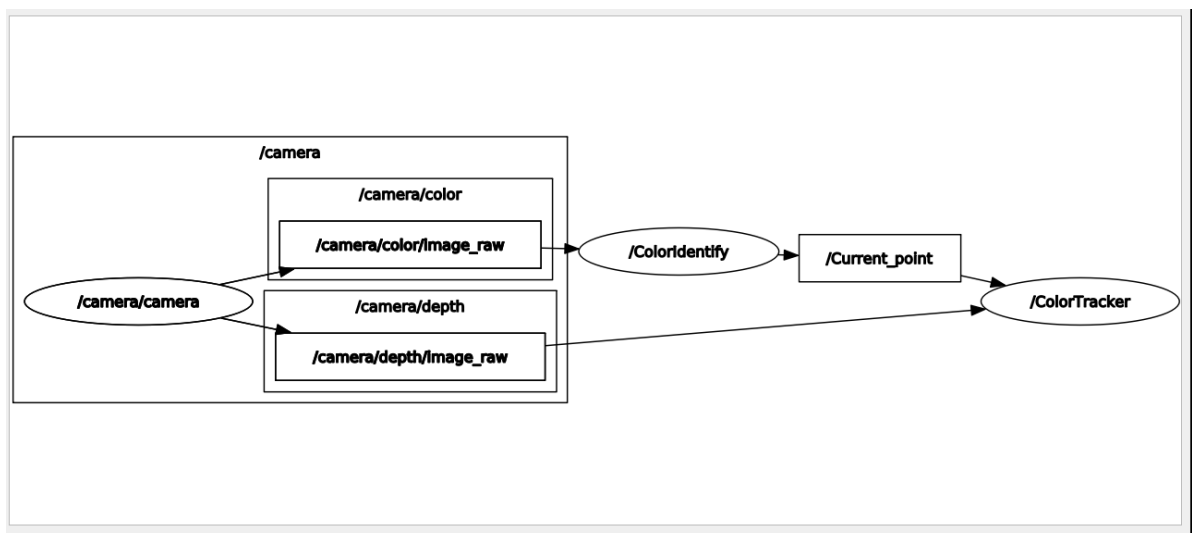 /camera
/camera/color
/camera/color/image_raw
/camera/camera
/camera/depth
/camera/depth/image_raw
/ColorIdentify
/Current_point
/ColorTracker